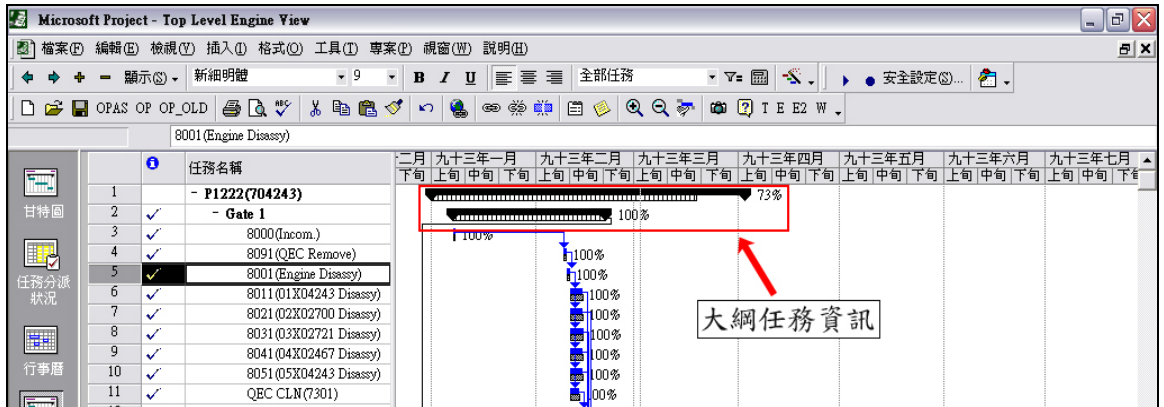 Microsoft Project - Top Level Engine View
檔案(F) 編輯(E) 檢視(V) 插入(I) 格式(O) 工具(T) 專案(P) 視窗(W) 說明(H)
顯示(S) 新細明體 9 B I U 全部任務 安全設定(S)...
OPAS OP OP_OLD T E E2 W
8001(Engine Disassy)
任務名稱
二月 九十三年一月 九十三年二月 九十三年三月 九十三年四月 九十三年五月 九十三年六月 九十三年七月
下旬 上旬 中旬 下旬 上旬 中旬 下旬 上旬 中旬 下旬 上旬 中旬 下旬 上旬 中旬 下旬 上旬 中旬 下旬 上旬 中旬 下旬
甘特圖
任務分派
狀況
行事曆
1 - P1222(704243) 73%
2 - Gate 1 100%
3 8000(Incom.) 100%
4 8091(QEC Remove) 100%
5 8001(Engine Disassy) 100%
6 8011(01X04243 Disassy) 100%
7 8021(02X02700 Disassy) 100%
8 8031(03X02721 Disassy) 100%
9 8041(04X02467 Disassy) 100%
10 8051(05X04243 Disassy) 100%
11 QEC CLN(7301) 100%
大綱任務資訊